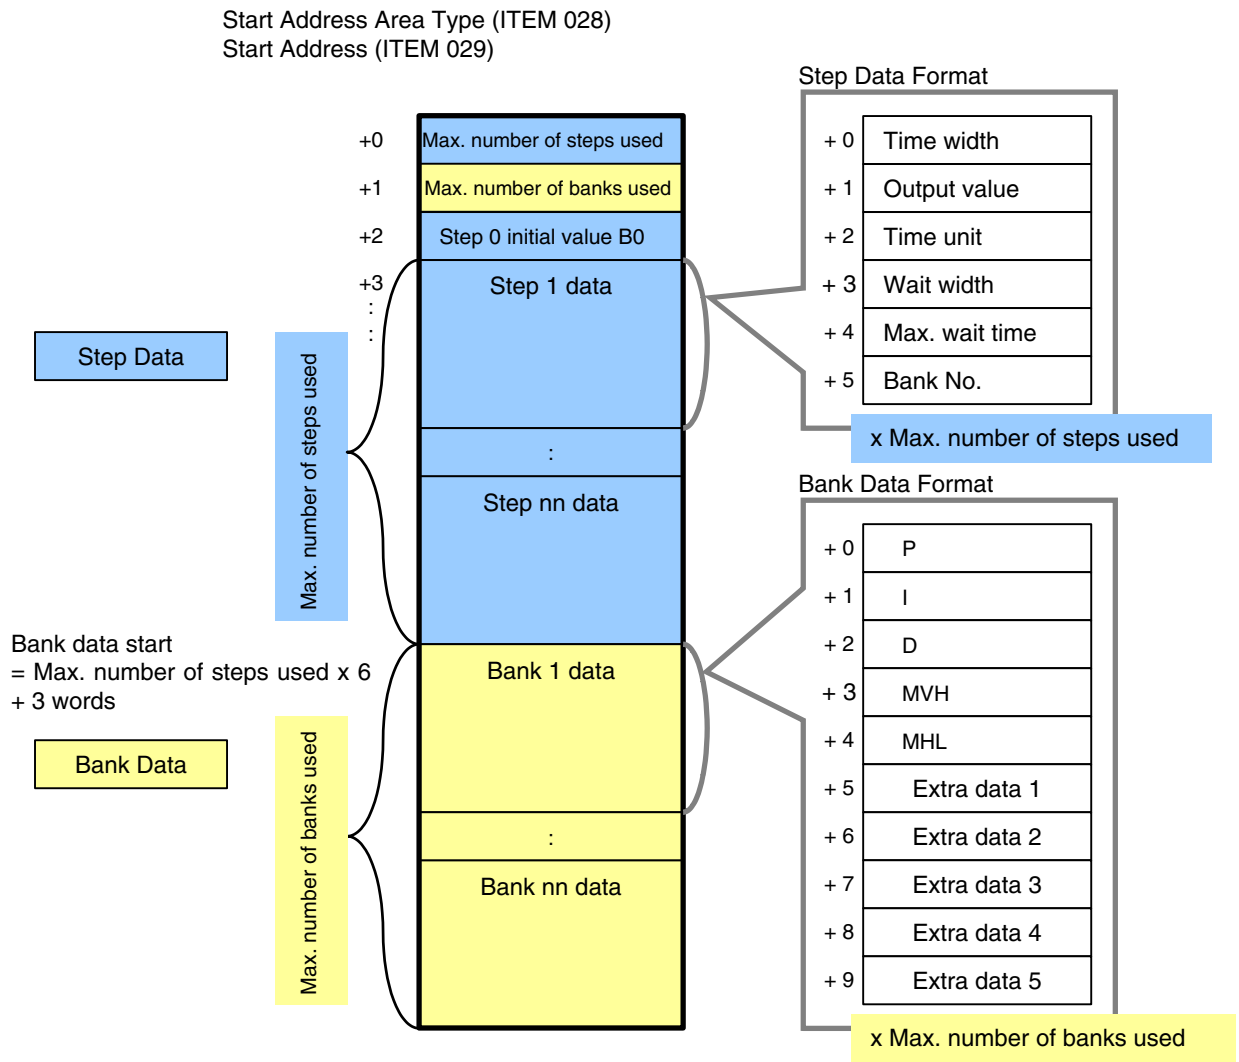 Start Address Area Type (ITEM 028)
Start Address (ITEM 029)
+0
Max. number of steps used
+1
Max. number of banks used
+2
Step 0 initial value B0
+3
:
:
Step 1 data
:
Step nn data
Bank 1 data
:
Bank nn data
Step Data
Max. number of steps used
Bank data start
= Max. number of steps used x 6
+ 3 words
Bank Data
Max. number of banks used
Step Data Format
+ 0 Time width
+ 1 Output value
+ 2 Time unit
+ 3 Wait width
+ 4 Max. wait time
+ 5 Bank No.
x Max. number of steps used
Bank Data Format
+ 0 P
+ 1 I
+ 2 D
+ 3 MVH
+ 4 MHL
+ 5 Extra data 1
+ 6 Extra data 2
+ 7 Extra data 3
+ 8 Extra data 4
+ 9 Extra data 5
x Max. number of banks used